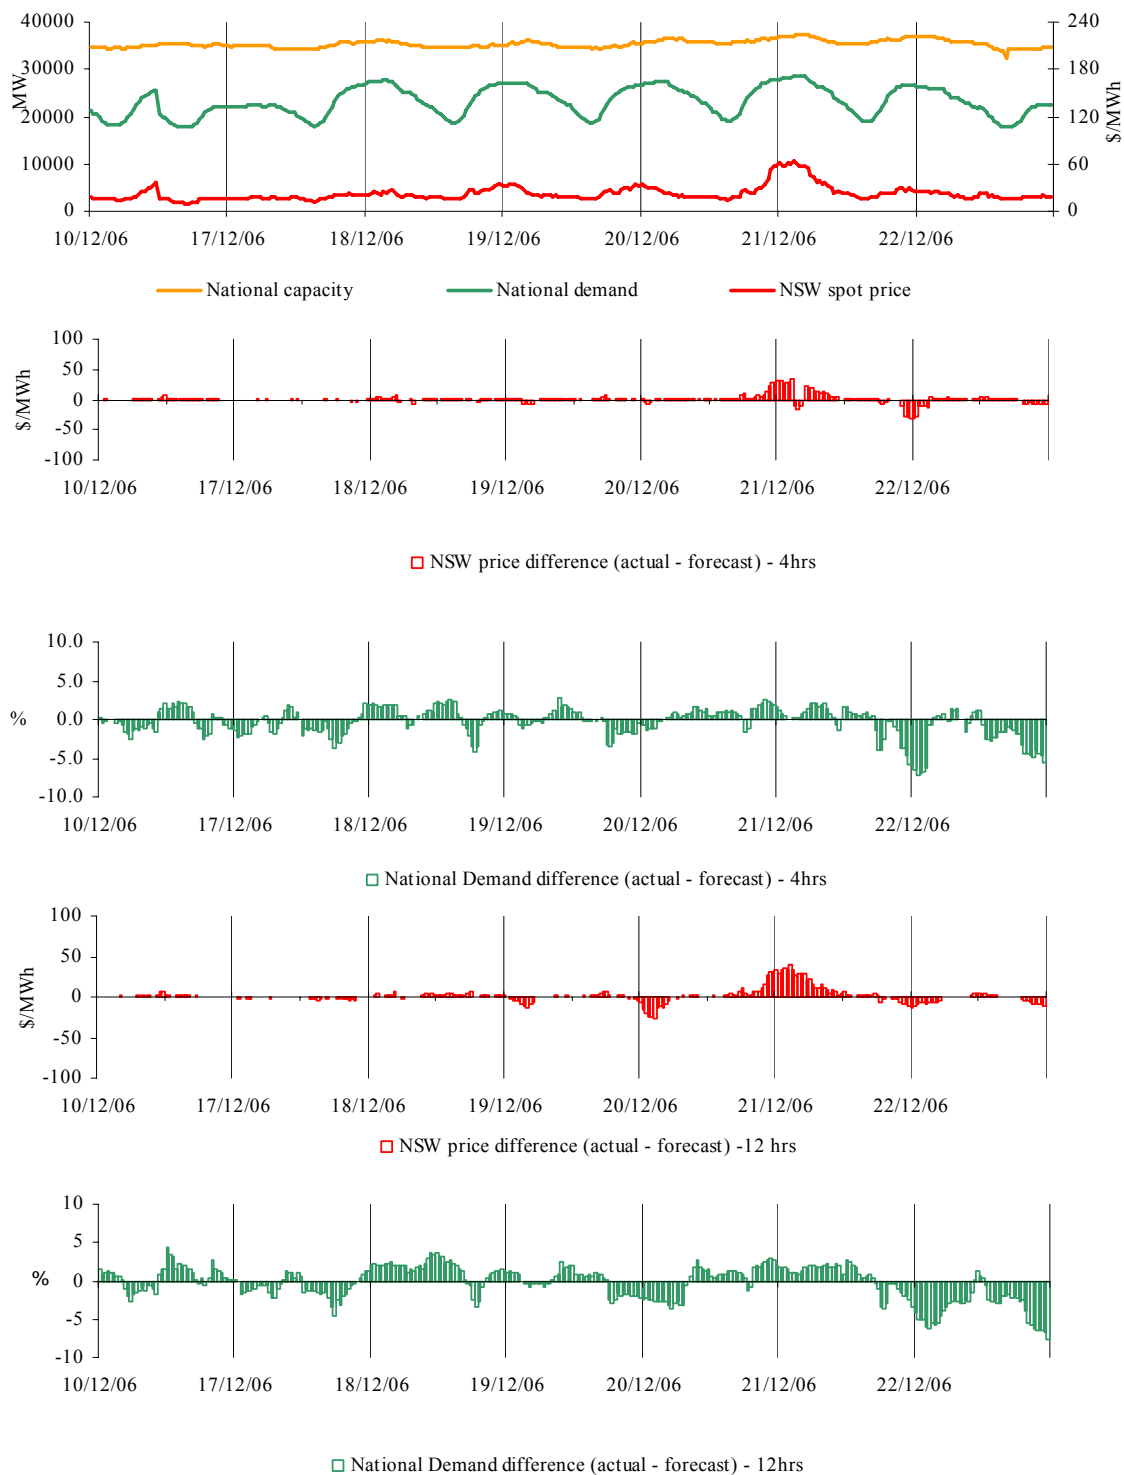 40000
30000
20000
10000
0
MW
240
180
120
60
0
$/MWh
10/12/06 17/12/06 18/12/06 19/12/06 20/12/06 21/12/06 22/12/06
National capacity National demand NSW spot price
100
50
0
-50
-100
$/MWh
10/12/06 17/12/06 18/12/06 19/12/06 20/12/06 21/12/06 22/12/06
NSW price difference (actual - forecast) - 4hrs
10.0
5.0
0.0
-5.0
-10.0
%
10/12/06 17/12/06 18/12/06 19/12/06 20/12/06 21/12/06 22/12/06
National Demand difference (actual - forecast) - 4hrs
100
50
0
-50
-100
$/MWh
10/12/06 17/12/06 18/12/06 19/12/06 20/12/06 21/12/06 22/12/06
NSW price difference (actual - forecast) -12 hrs
10
5
0
-5
-10
%
10/12/06 17/12/06 18/12/06 19/12/06 20/12/06 21/12/06 22/12/06
National Demand difference (actual - forecast) - 12hrs